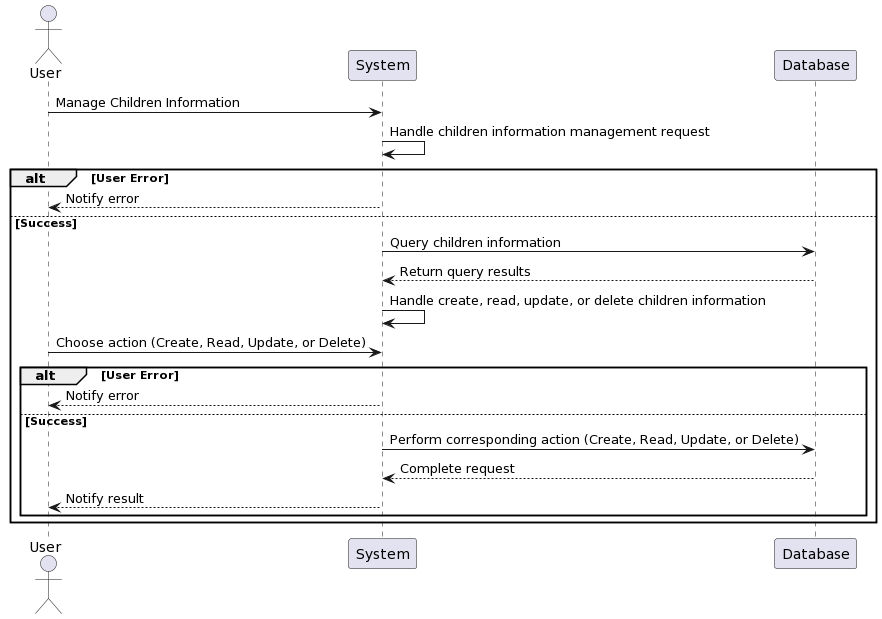 User
System
Database
Manage Children Information
Handle children information management request
alt [User Error]
Notify error
[Success]
Query children information
Return query results
Handle create, read, update, or delete children information
Choose action (Create, Read, Update, or Delete)
alt [User Error]
Notify error
[Success]
Perform corresponding action (Create, Read, Update, or Delete)
Complete request
Notify result
User
System
Database